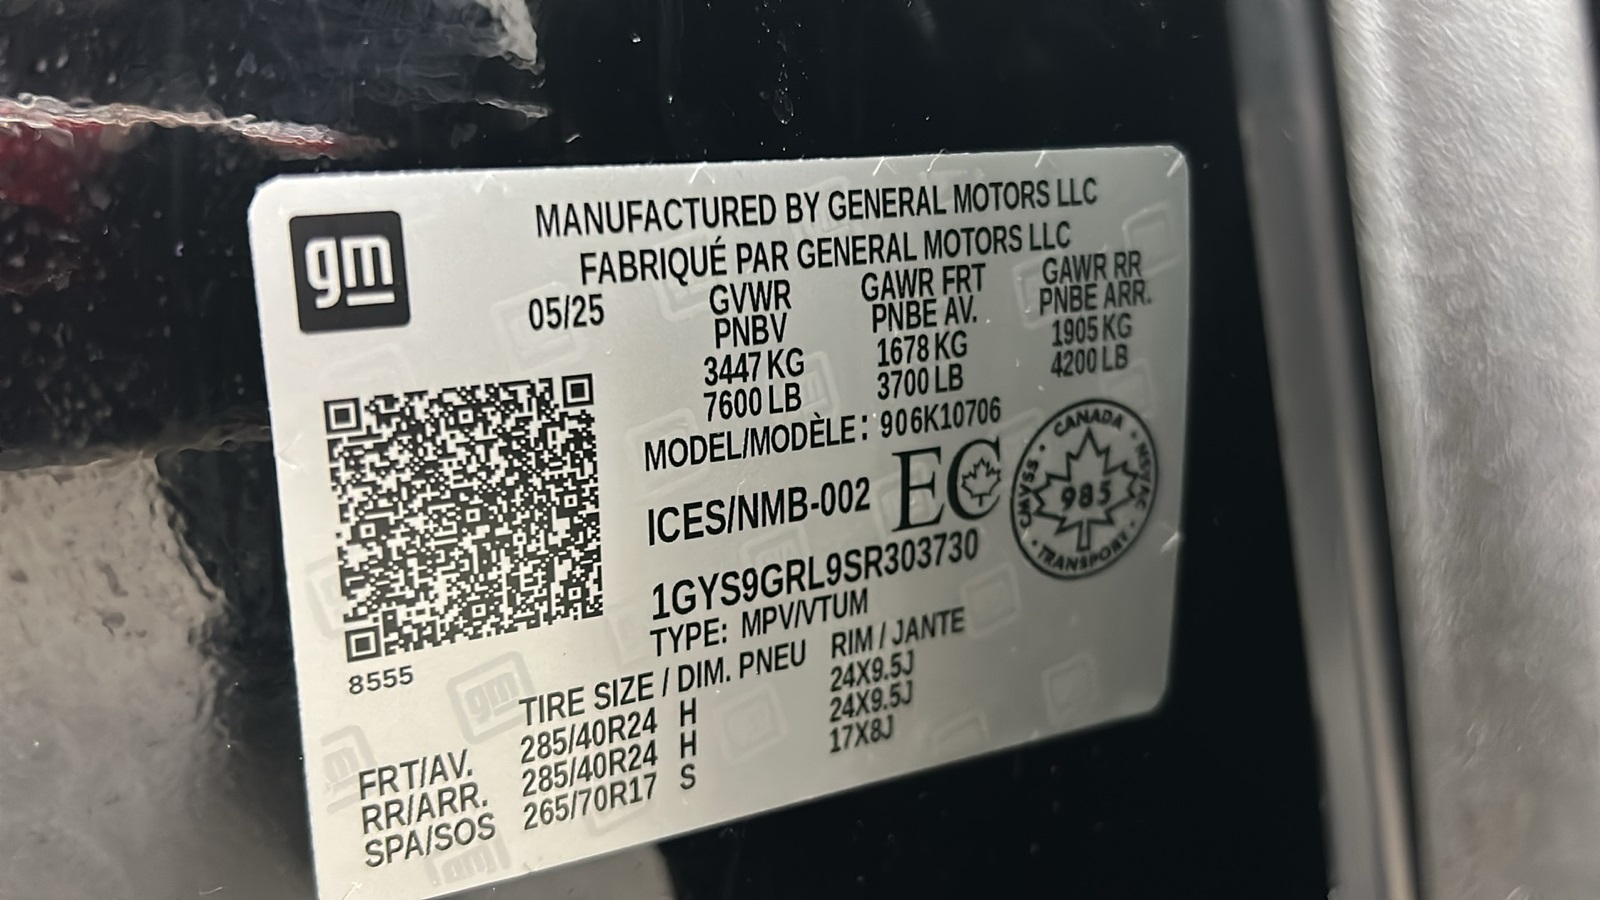 gm
MANUFACTURED BY GENERAL MOTORS LLC
FABRIQUÉ PAR GENERAL MOTORS LLC
05/25
GVWR
PNBV
3447 KG
7600 LB
GAWR FRT
PNBE AV.
1678 KG
3700 LB
GAWR RR
PNBE ARR.
1905 KG
4200 LB
MODEL/MODÈLE: 906K10706
ICES/NMB-002 EC
CANADA · NSVAC · TRANSPORT · CMVSS ·
985
1GYS9GRL9SR303730
TYPE: MPV/VTUM
8555
TIRE SIZE / DIM. PNEU RIM / JANTE
FRT/AV. 285/40R24 H 24X9.5J
RR/ARR. 285/40R24 H 24X9.5J
SPA/SOS 265/70R17 S 17X8J